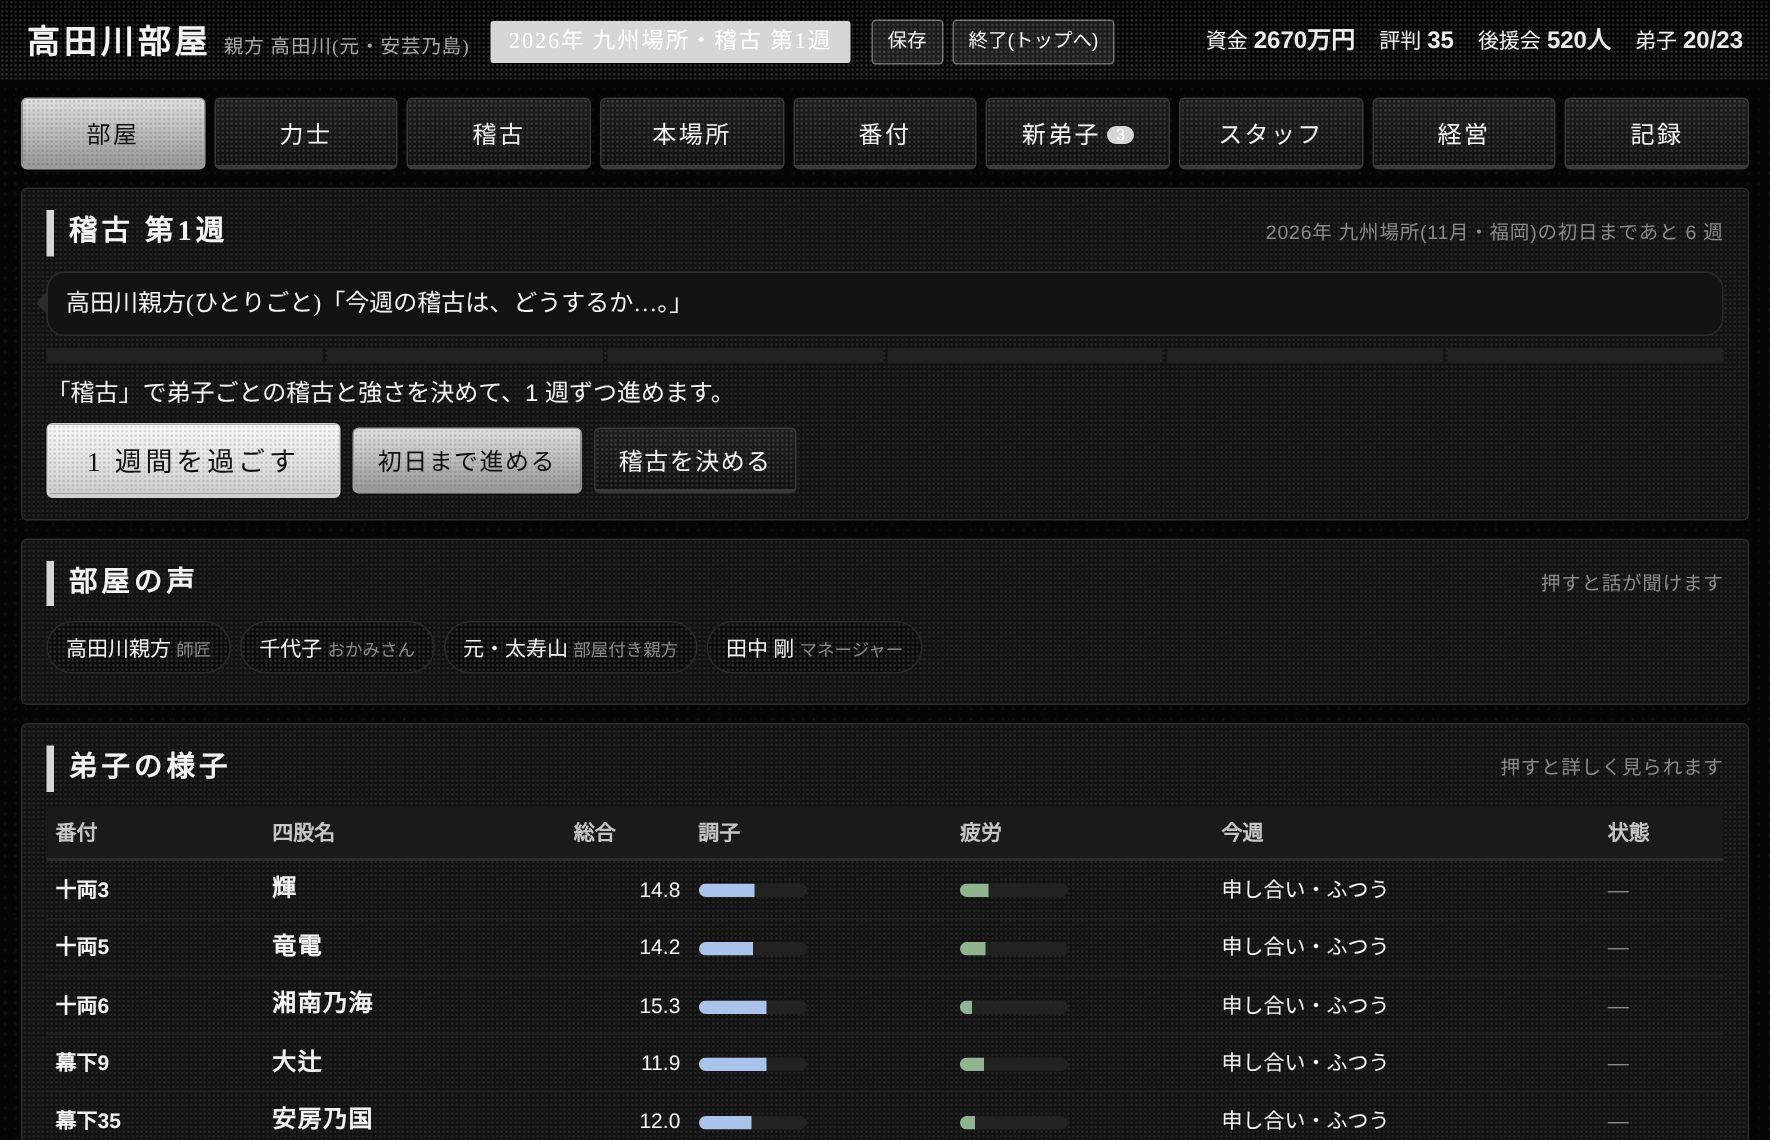 高田川部屋 親方 高田川(元・安芸乃島) 2026年 九州場所・稽古 第1週 保存 終了(トップへ) 資金 2670万円 評判 35 後援会 520人 弟子 20/23
部屋 力士 稽古 本場所 番付 新弟子 3 スタッフ 経営 記録
稽古 第1週 2026年 九州場所(11月・福岡)の初日まであと 6 週
高田川親方(ひとりごと)「今週の稽古は、どうするか…。」
「稽古」で弟子ごとの稽古と強さを決めて、1 週ずつ進めます。
1 週間を過ごす 初日まで進める 稽古を決める
部屋の声 押すと話が聞けます
高田川親方 師匠 千代子 おかみさん 元・太寿山 部屋付き親方 田中 剛 マネージャー
弟子の様子 押すと詳しく見られます
番付 四股名 総合 調子 疲労 今週 状態
十両3 輝 14.8 申し合い・ふつう —
十両5 竜電 14.2 申し合い・ふつう —
十両6 湘南乃海 15.3 申し合い・ふつう —
幕下9 大辻 11.9 申し合い・ふつう —
幕下35 安房乃国 12.0 申し合い・ふつう —